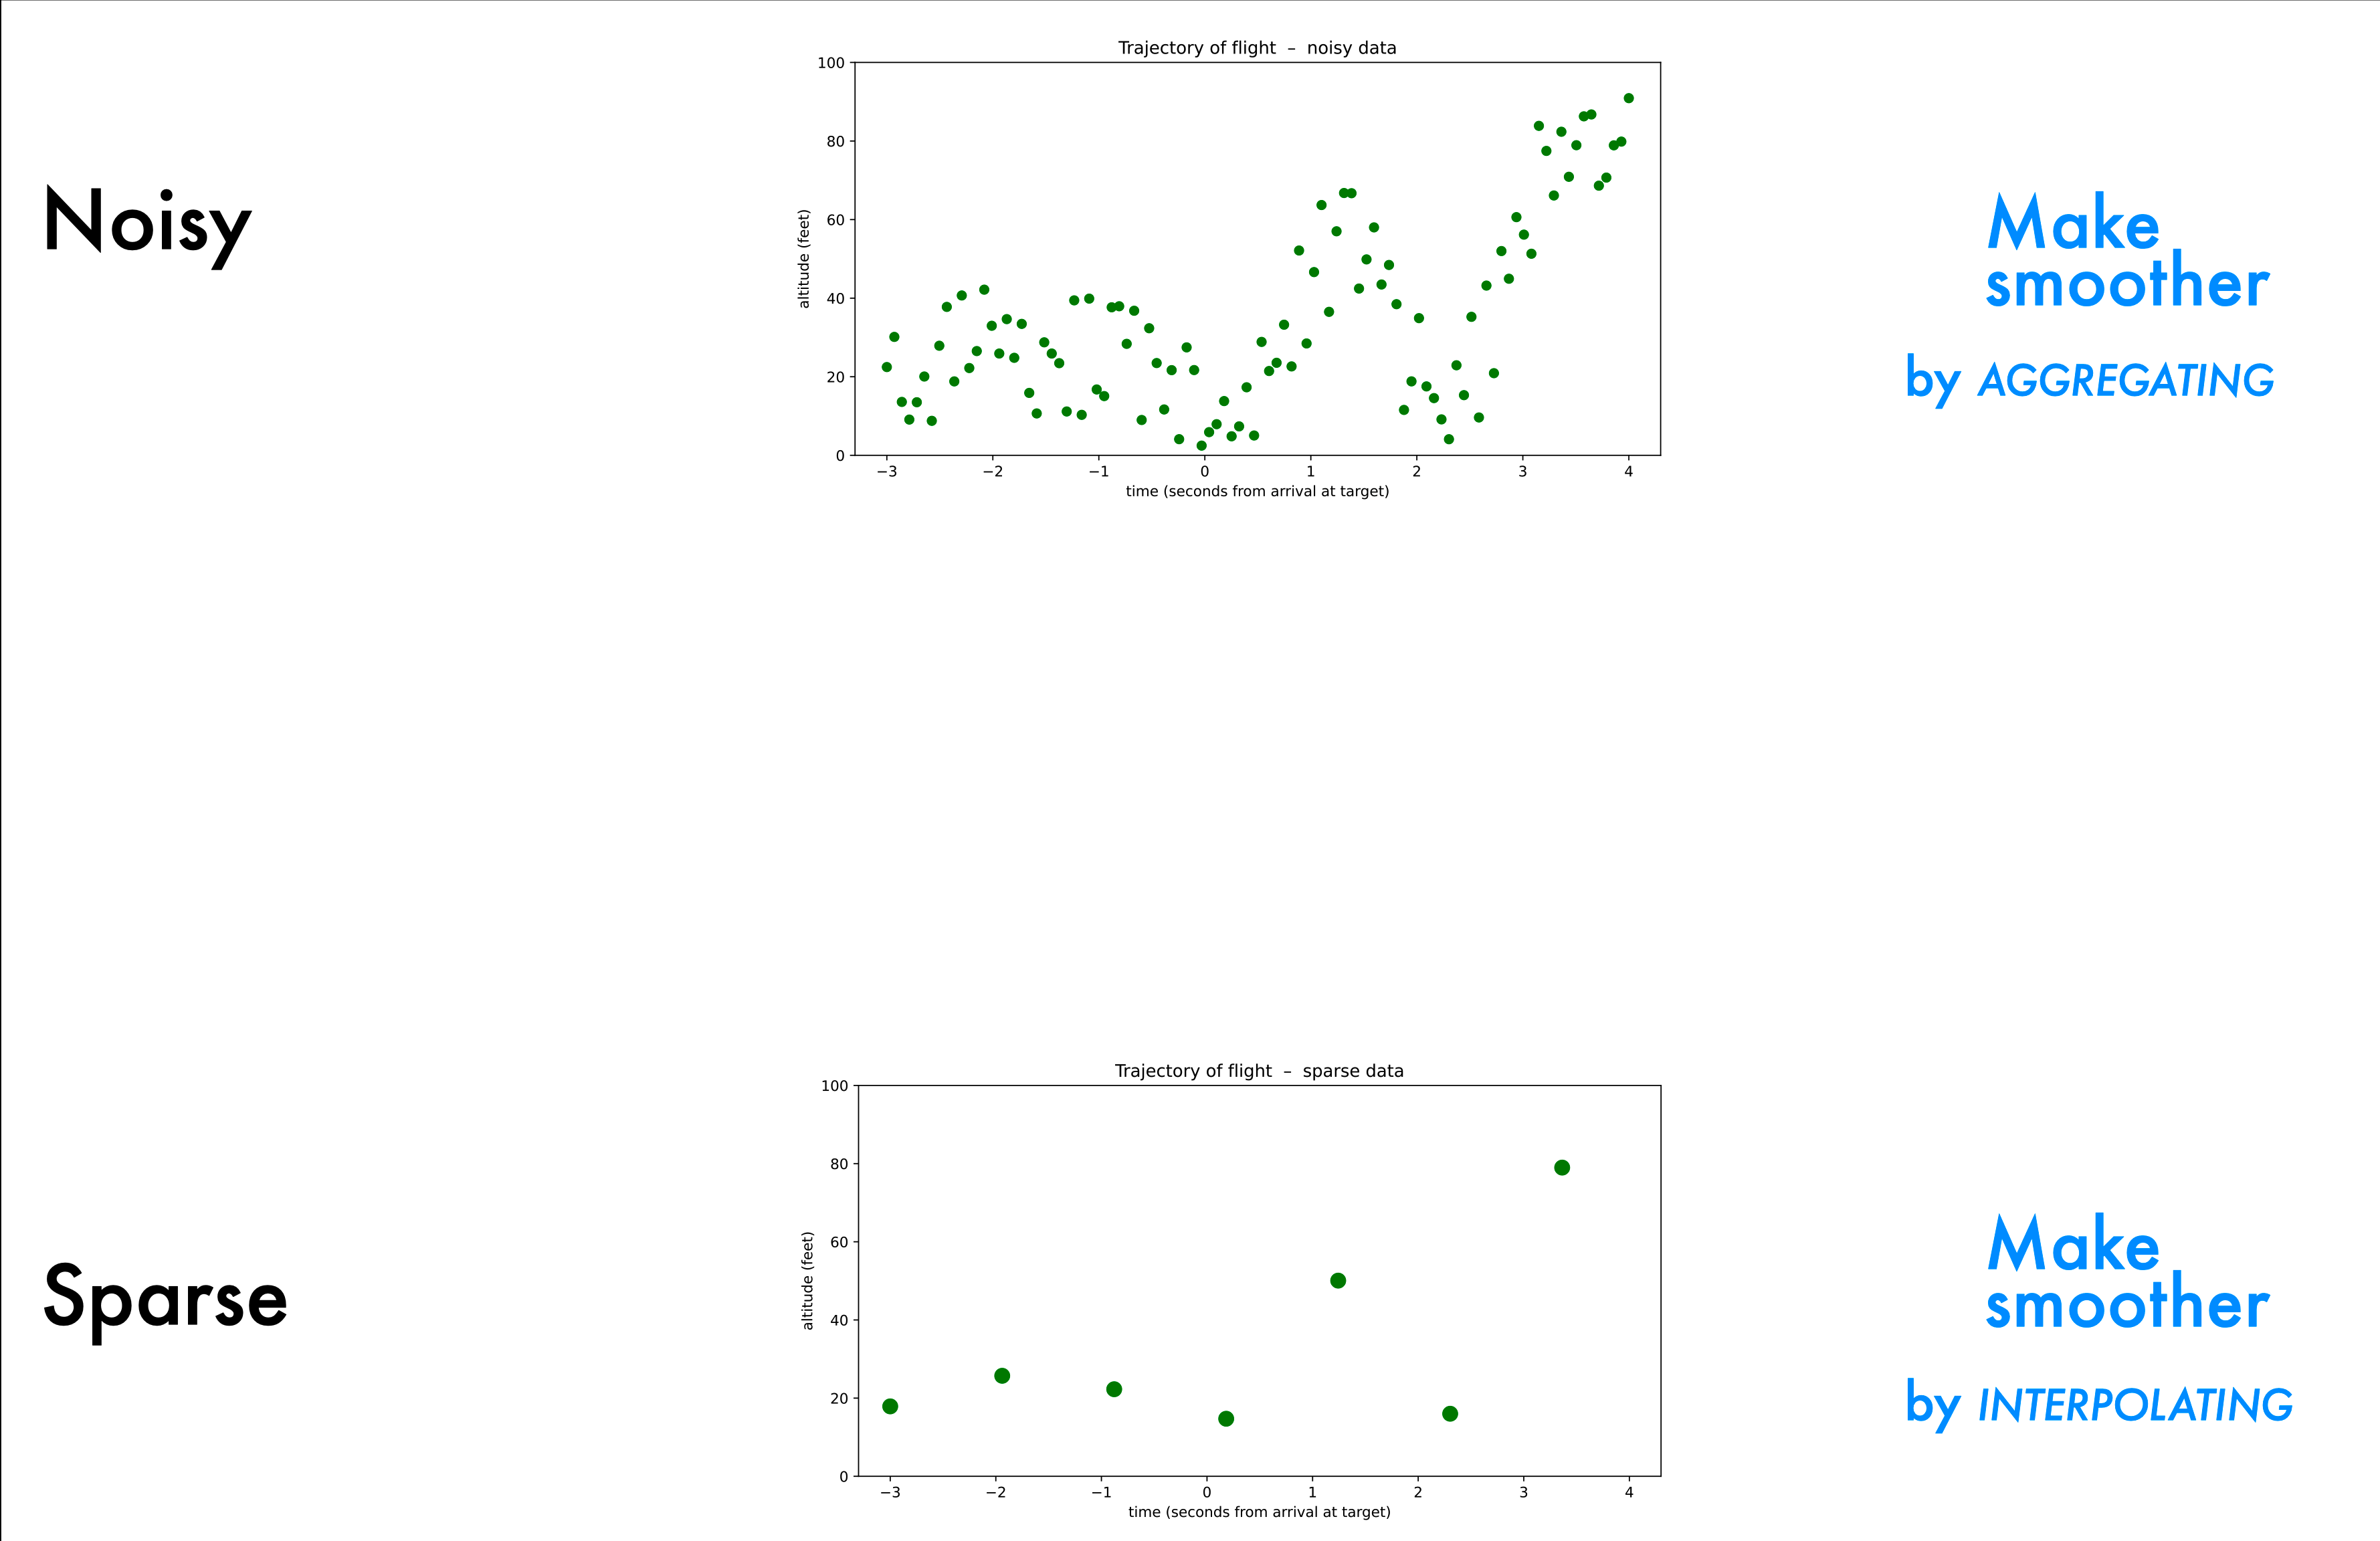 Trajectory of flight – noisy data
100
80
60
40
20
0
altitude (feet)
−3 −2 −1 0 1 2 3 4
time (seconds from arrival at target)
Noisy
Make
smoother
by AGGREGATING
Trajectory of flight – sparse data
100
80
60
40
20
0
altitude (feet)
−3 −2 −1 0 1 2 3 4
time (seconds from arrival at target)
Sparse
Make
smoother
by INTERPOLATING